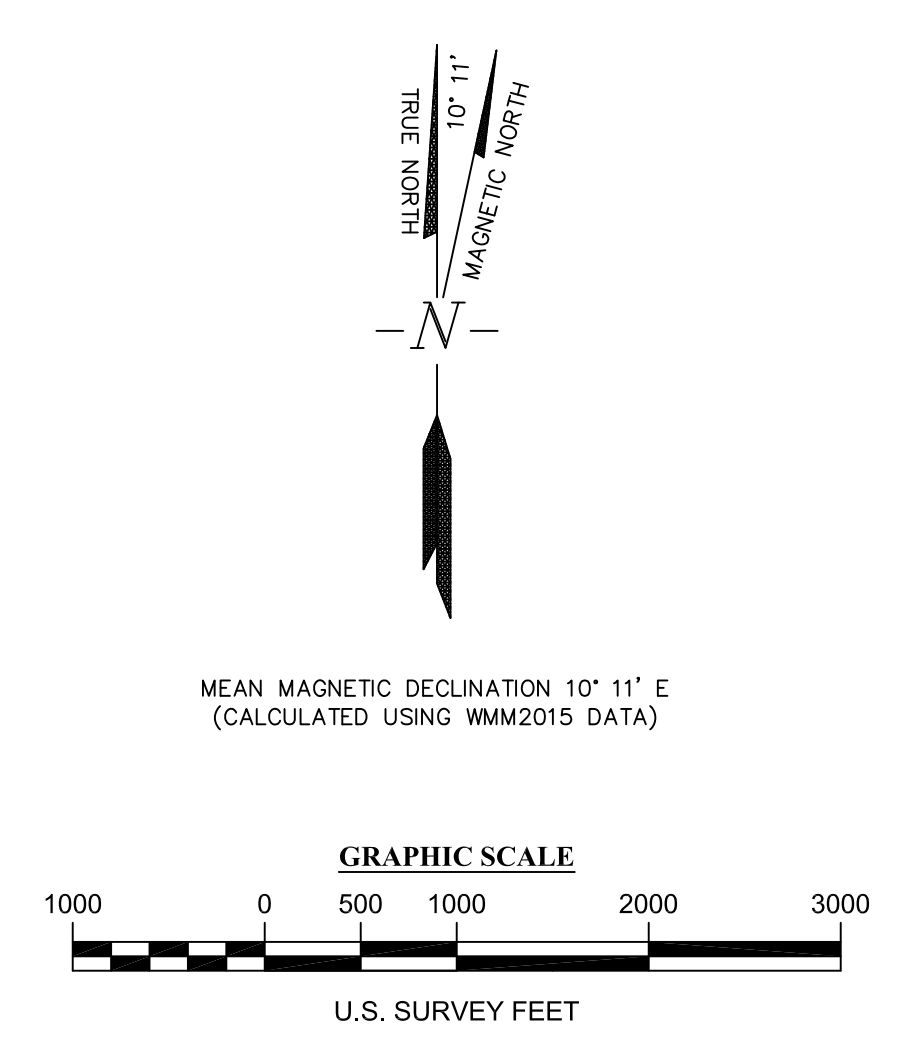 TRUE NORTH
10° 11'
MAGNETIC NORTH
N
MEAN MAGNETIC DECLINATION 10° 11' E
(CALCULATED USING WMM2015 DATA)
GRAPHIC SCALE
1000 0 500 1000 2000 3000
U.S. SURVEY FEET